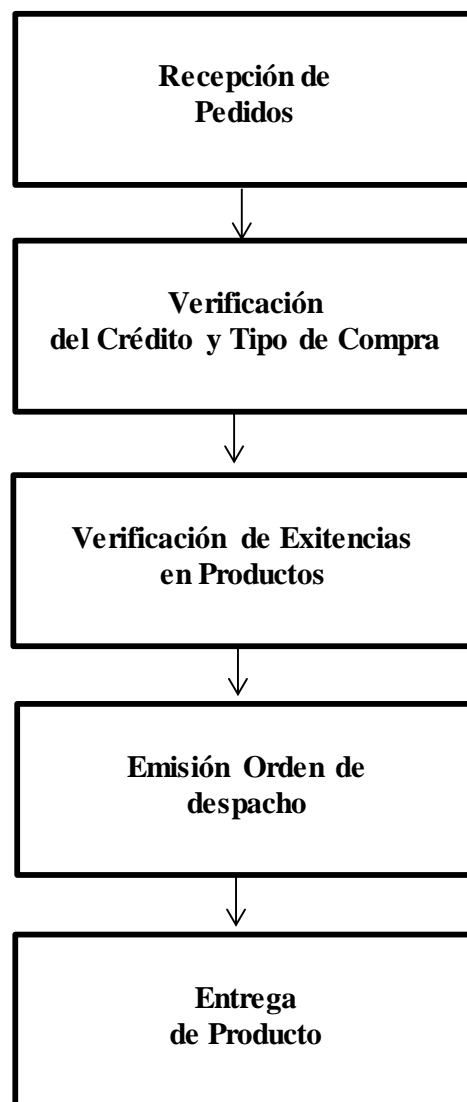 Recepción de
Pedidos
Verificación
del Crédito y Tipo de Compra
Verificación de Exitencias
en Productos
Emisión Orden de
despacho
Entrega
de Producto